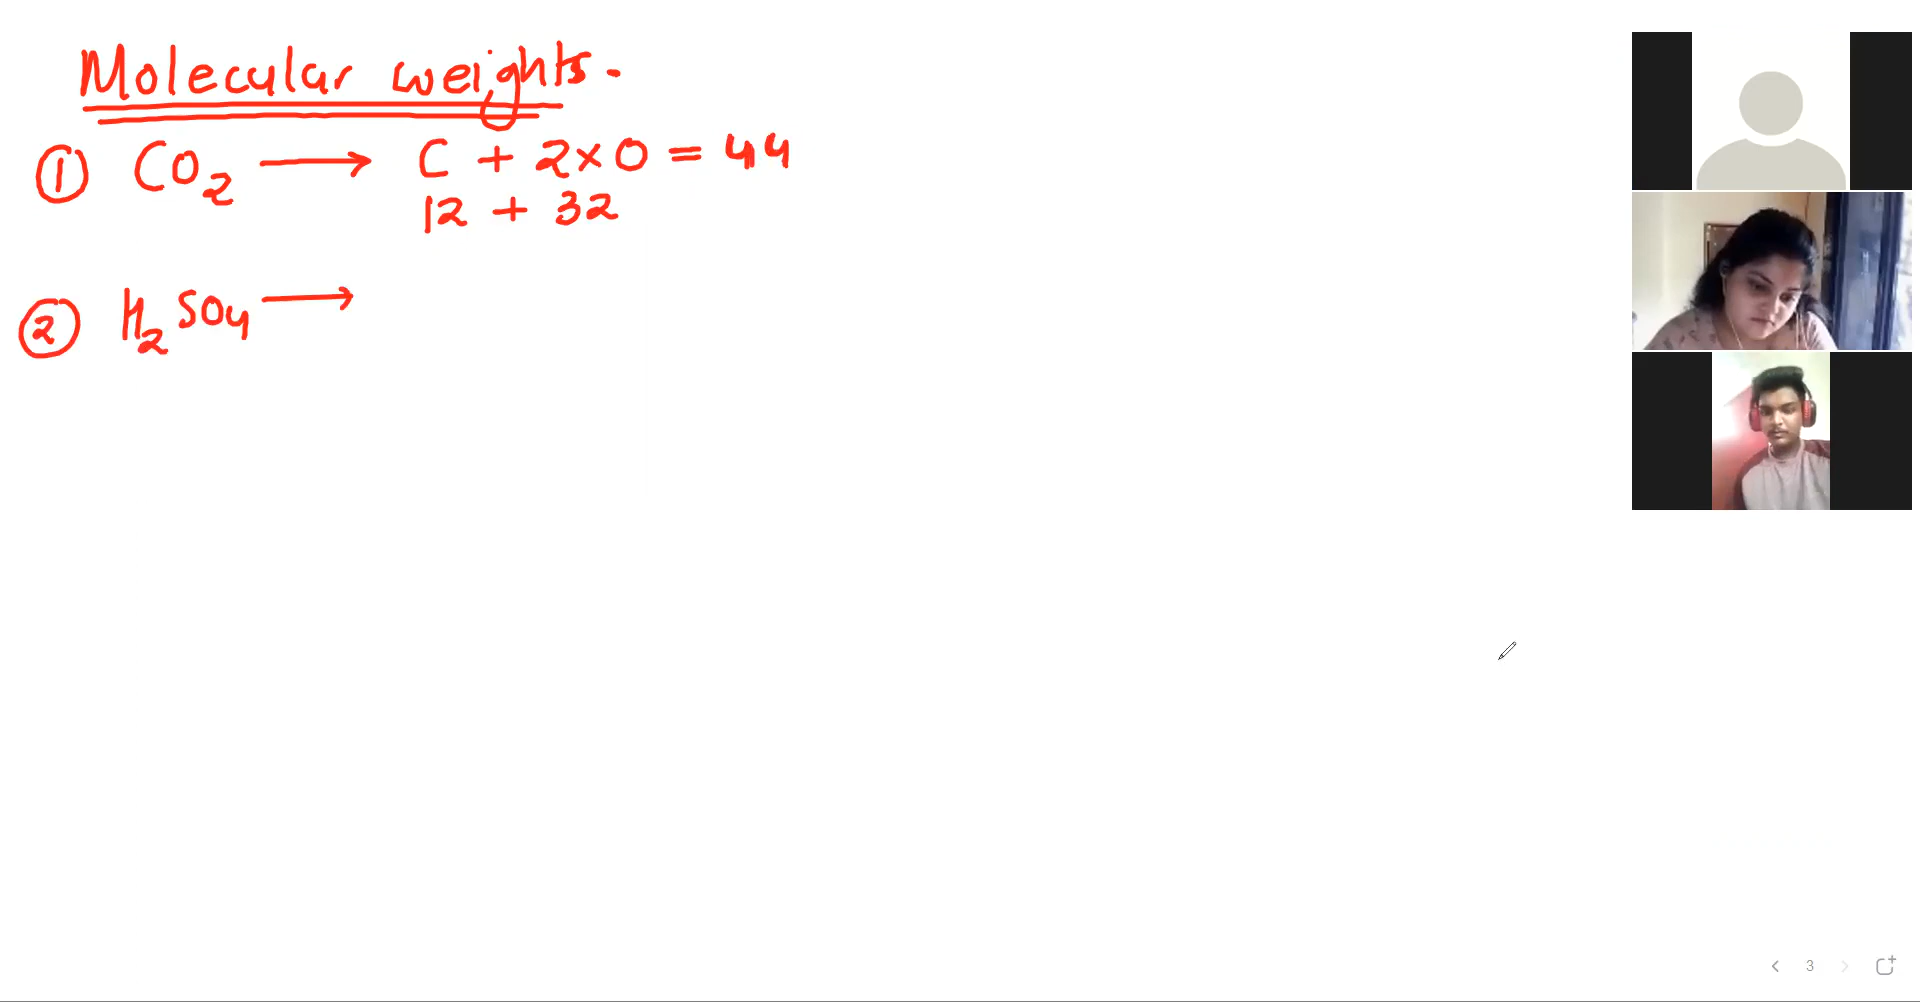 Molecular weights.
① CO₂ ⟶ C + 2×O = 44
12 + 32
② H₂SO₄ ⟶
3